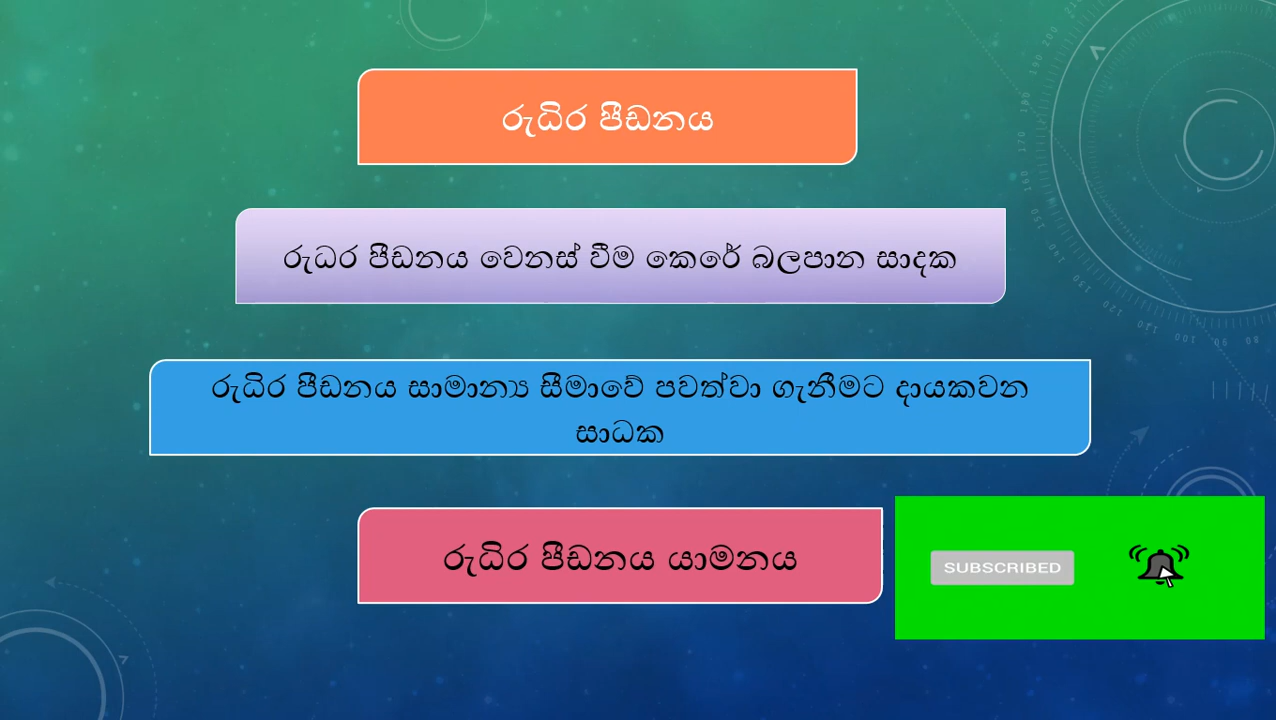 රුධිර පීඩනය
රුධර පීඩනය වෙනස් වීම කෙරේ බලපාන සාදක
රුධිර පීඩනය සාමාන්‍ය සීමාවේ පවත්වා ගැනීමට දායකවන
සාධක
රුධිර පීඩනය යාමනය
SUBSCRIBED